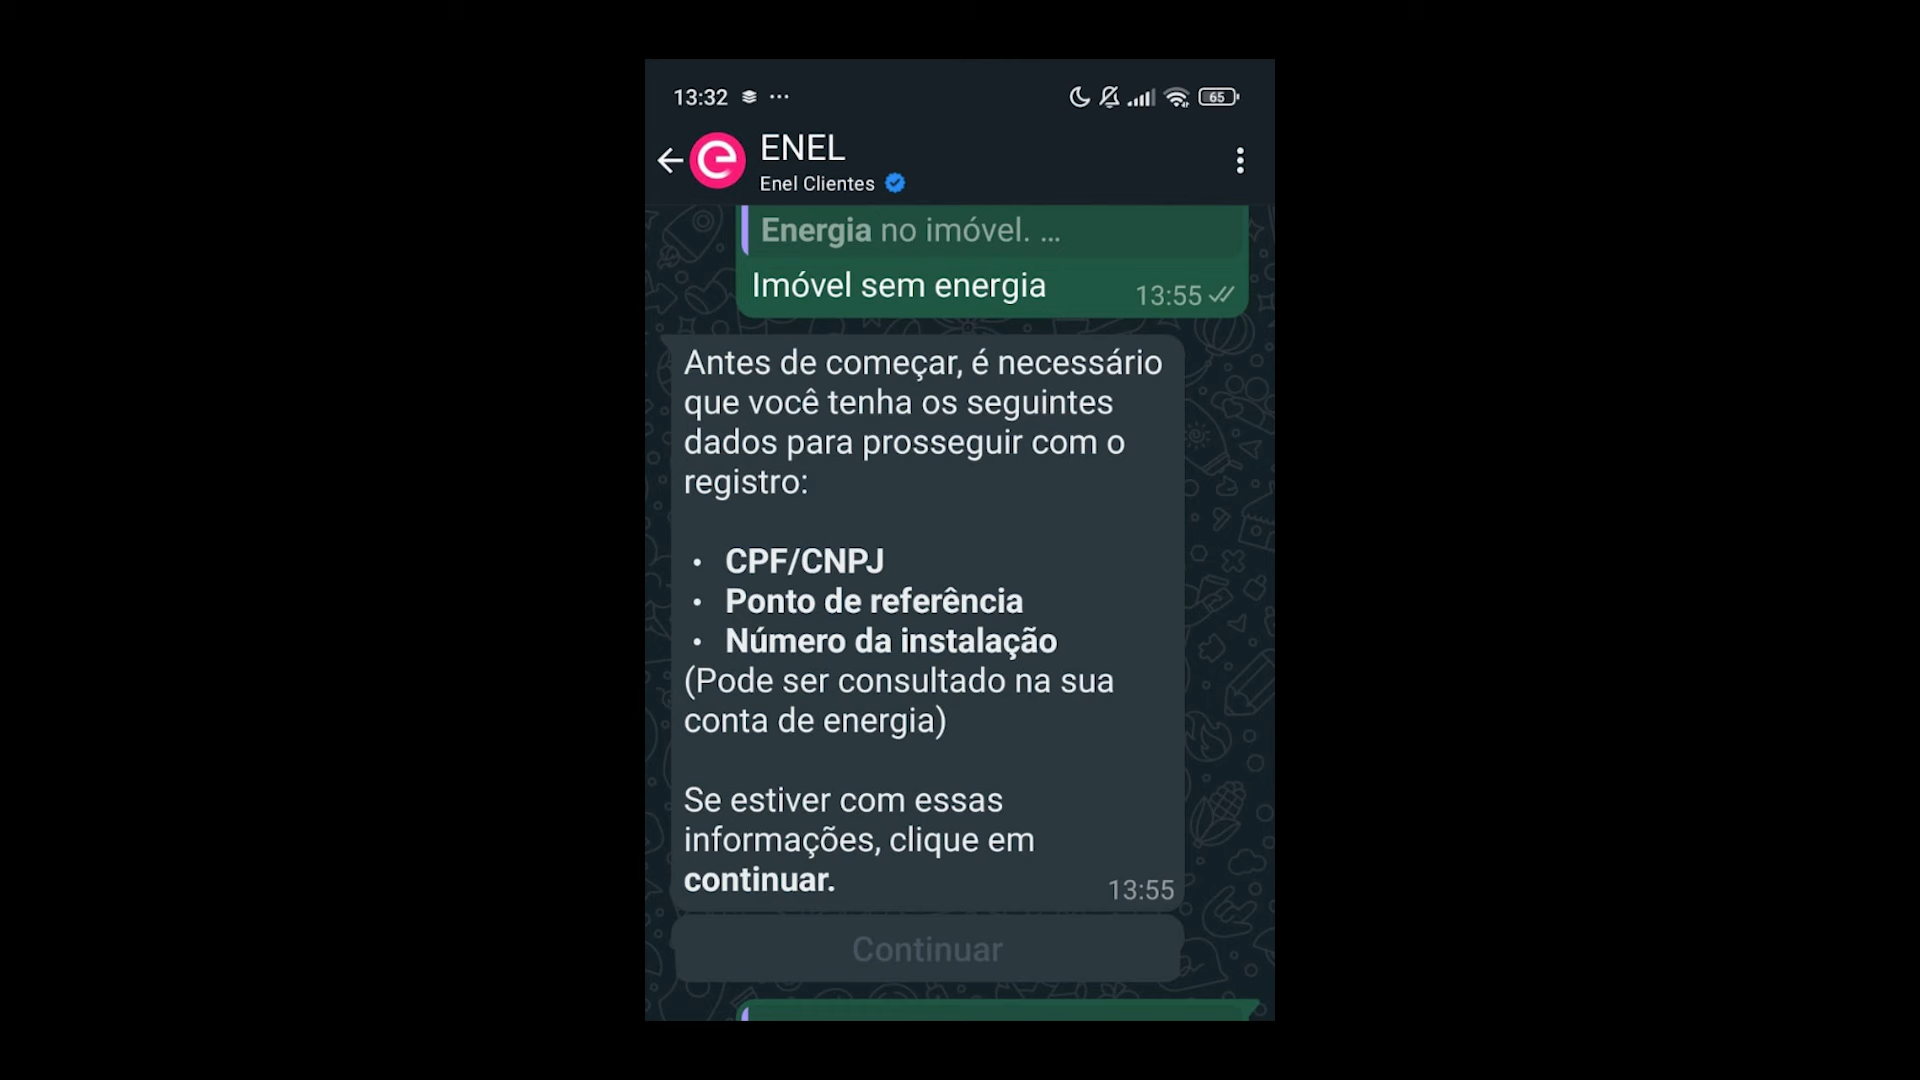 13:32 ...
65
ENEL
Enel Clientes
Energia no imóvel. ...
Imóvel sem energia
13:55
Antes de começar, é necessário
que você tenha os seguintes
dados para prosseguir com o
registro:
• CPF/CNPJ
• Ponto de referência
• Número da instalação
(Pode ser consultado na sua
conta de energia)
Se estiver com essas
informações, clique em
continuar.
13:55
Continuar